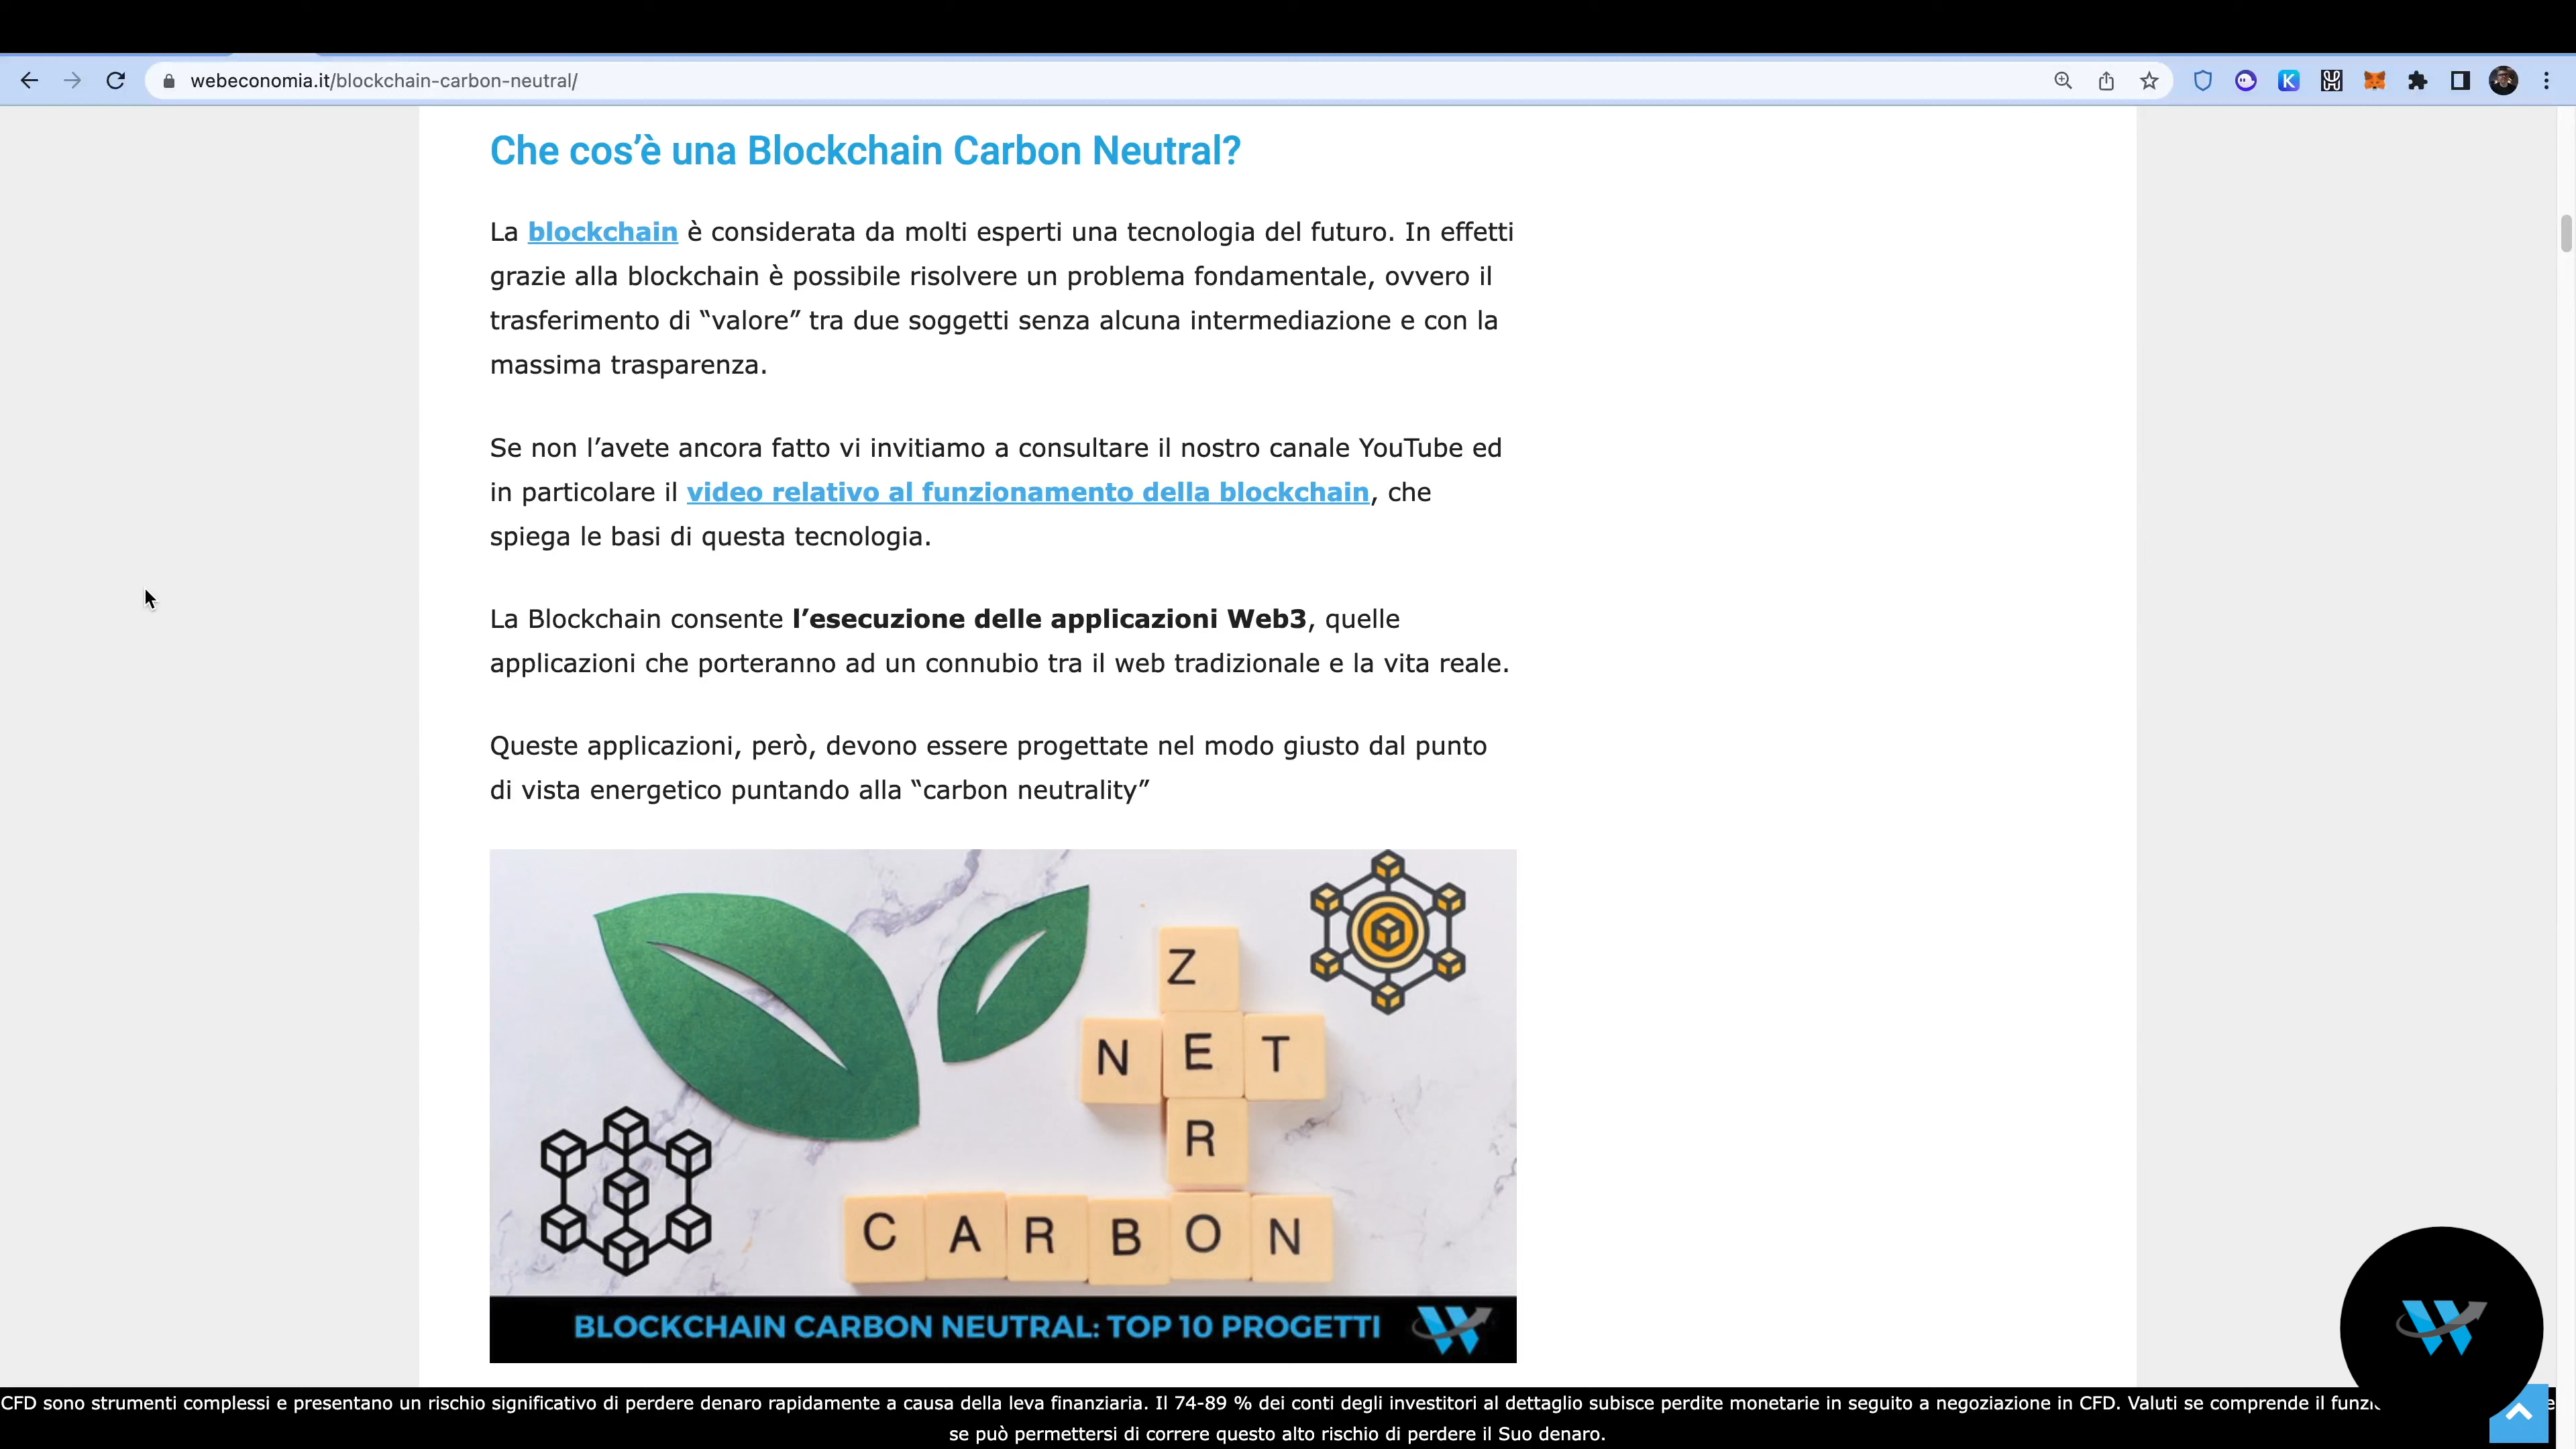 webeconomia.it/blockchain-carbon-neutral/
Che cos’è una Blockchain Carbon Neutral?
La blockchain è considerata da molti esperti una tecnologia del futuro. In effetti
grazie alla blockchain è possibile risolvere un problema fondamentale, ovvero il
trasferimento di “valore” tra due soggetti senza alcuna intermediazione e con la
massima trasparenza.
Se non l’avete ancora fatto vi invitiamo a consultare il nostro canale YouTube ed
in particolare il video relativo al funzionamento della blockchain, che
spiega le basi di questa tecnologia.
La Blockchain consente l’esecuzione delle applicazioni Web3, quelle
applicazioni che porteranno ad un connubio tra il web tradizionale e la vita reale.
Queste applicazioni, però, devono essere progettate nel modo giusto dal punto
di vista energetico puntando alla “carbon neutrality”
Z
NET
R
CARBON
BLOCKCHAIN CARBON NEUTRAL: TOP 10 PROGETTI
CFD sono strumenti complessi e presentano un rischio significativo di perdere denaro rapidamente a causa della leva finanziaria. Il 74-89 % dei conti degli investitori al dettaglio subisce perdite monetarie in seguito a negoziazione in CFD. Valuti se comprende il
se può permettersi di correre questo alto rischio di perdere il Suo denaro.